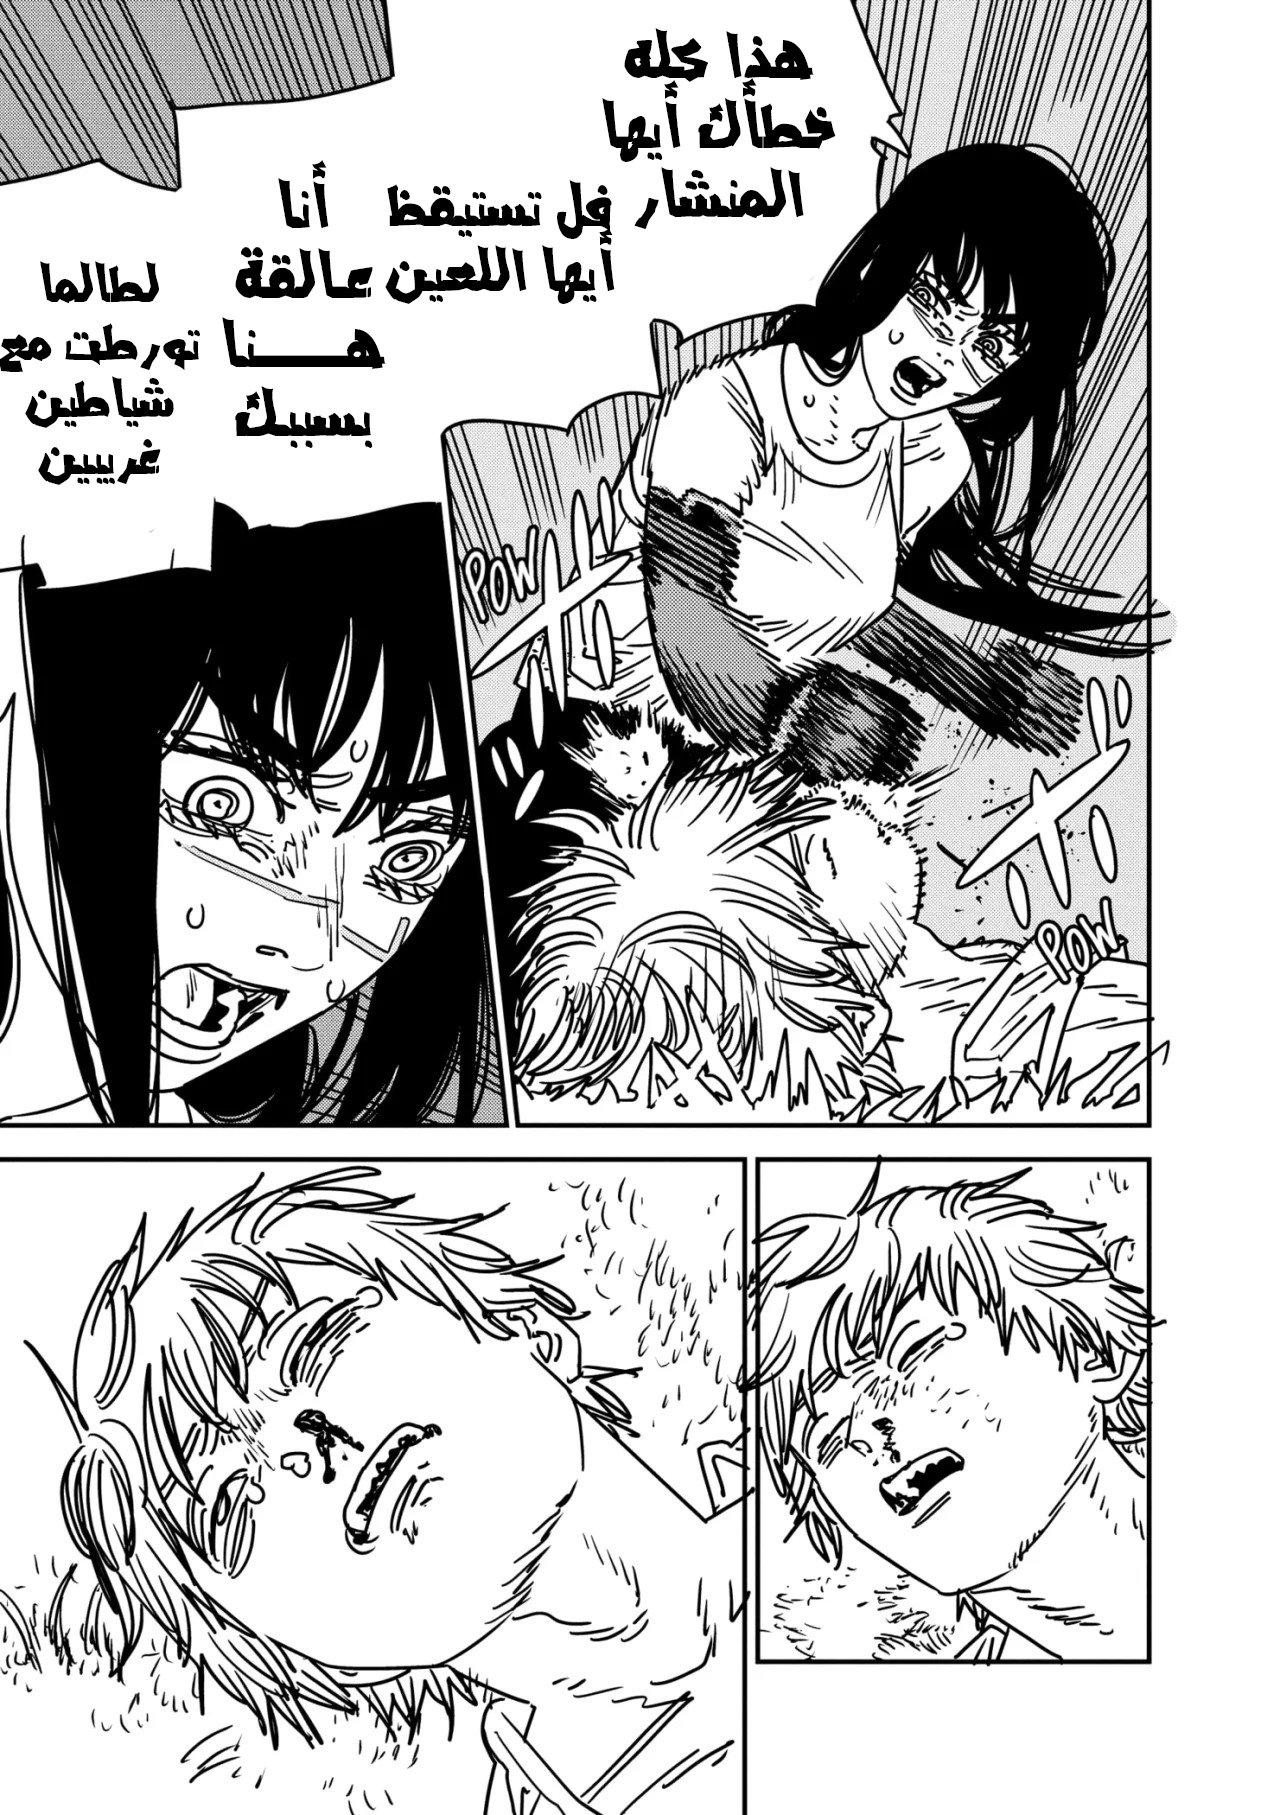 هذا كله
خطأك أيها
المنشار
فل تستيقظ
أيها اللعين
أنا
عالقة
هنا
بسببك
لطالما
تورطت مع
شياطين
غريبين
POW
POW